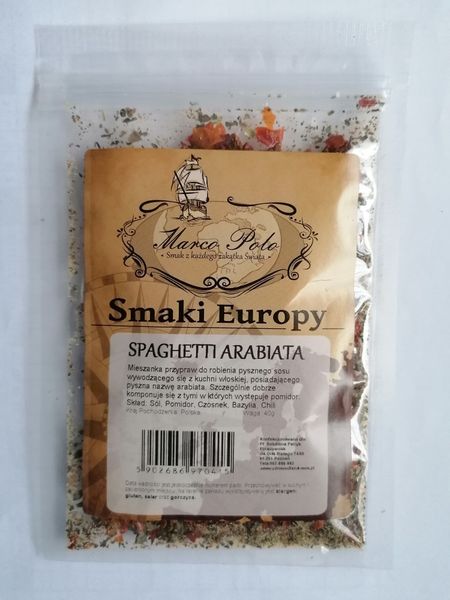 Marco Polo
- Smak z każdego zakątka Świata -
Smaki Europy
SPAGHETTI ARABIATA
Mieszanka przypraw do robienia pysznego sosu
wywodzącego się z kuchni włoskiej, posiadającego
pyszna nazwę arabiata. Szczególnie dobrze
komponuje się z tymi w których występuje pomidor.
Skład: Sól, Pomidor, Czosnek, Bazylia, Chili
Kraj Pochodzenia: Polska Waga: 40g
5902686970415
gluten, seler oraz gorczyca.